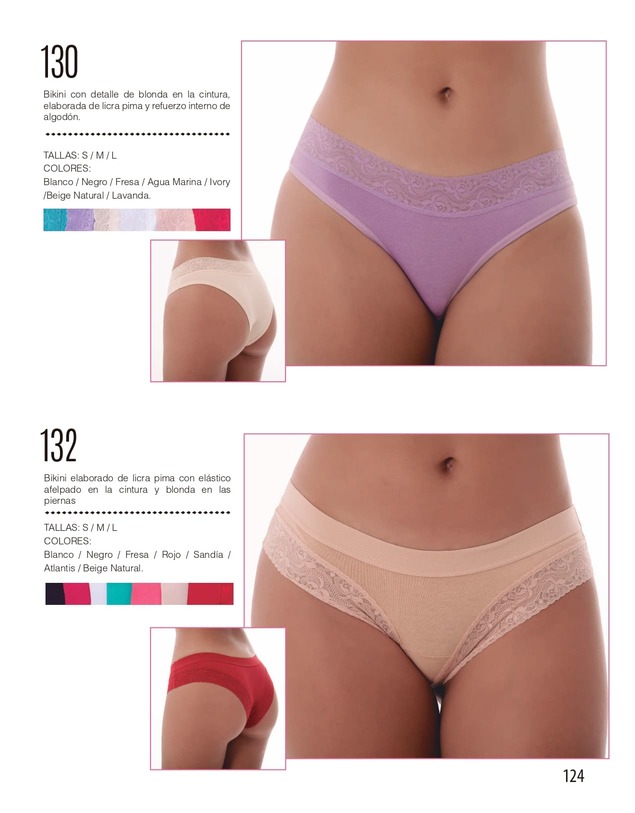 130
Bikini con detalle de blonda en la cintura,
elaborada de licra pima y refuerzo interno de
algodón.
TALLAS: S / M / L
COLORES:
Blanco / Negro / Fresa / Agua Marina / Ivory
/Beige Natural / Lavanda.
132
Bikini elaborado de licra pima con elástico
afelpado en la cintura y blonda en las
piernas
TALLAS: S / M / L
COLORES:
Blanco / Negro / Fresa / Rojo / Sandía /
Atlantis / Beige Natural.
124